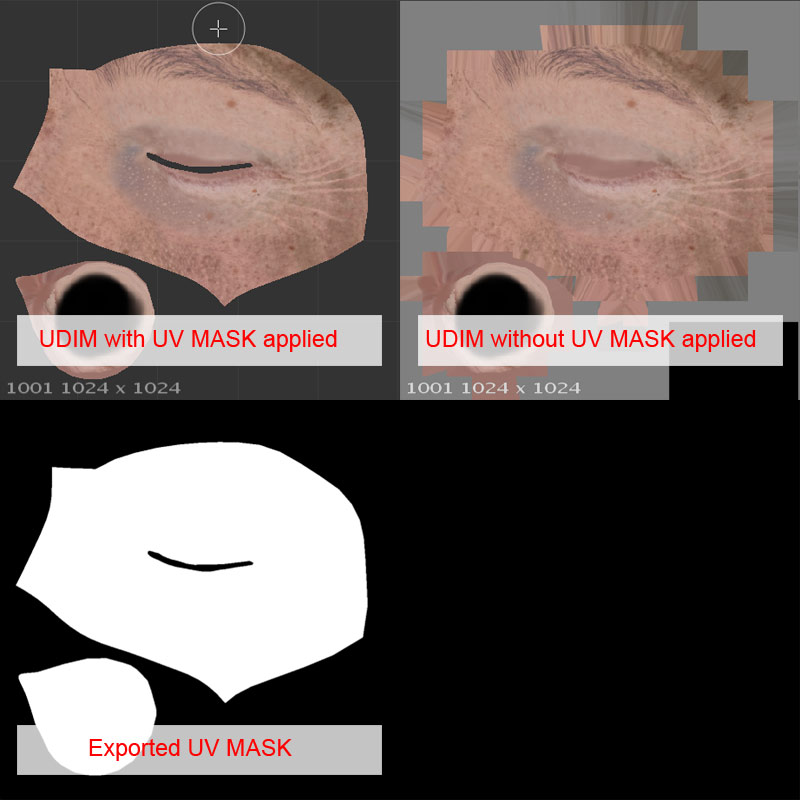 UDIM with UV MASK applied
UDIM without UV MASK applied
1001 1024 x 1024
1001 1024 x 1024
Exported UV MASK